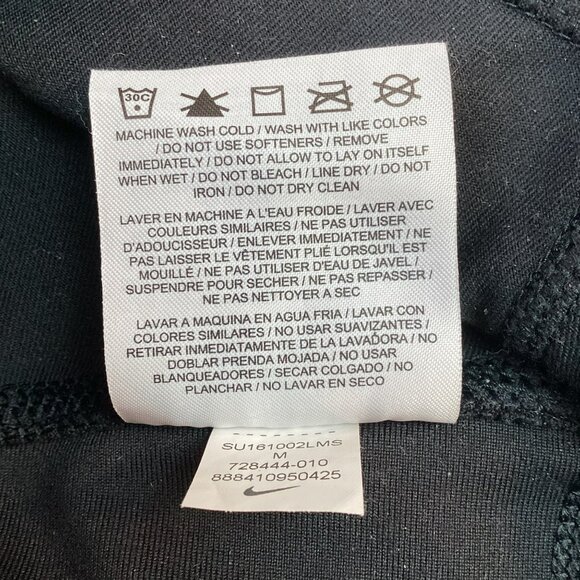 30C
MACHINE WASH COLD / WASH WITH LIKE COLORS
/ DO NOT USE SOFTENERS / REMOVE
IMMEDIATELY / DO NOT ALLOW TO LAY ON ITSELF
WHEN WET / DO NOT BLEACH / LINE DRY / DO NOT
IRON / DO NOT DRY CLEAN
LAVER EN MACHINE A L'EAU FROIDE / LAVER AVEC
COULEURS SIMILAIRES / NE PAS UTILISER
D'ADOUCISSEUR / ENLEVER IMMEDIATEMENT / NE
PAS LAISSER LE VÊTEMENT PLIÉ LORSQU'IL EST
MOUILLÉ / NE PAS UTILISER D'EAU DE JAVEL /
SUSPENDRE POUR SECHER / NE PAS REPASSER /
NE PAS NETTOYER A SEC
LAVAR A MAQUINA EN AGUA FRIA / LAVAR CON
COLORES SIMILARES / NO USAR SUAVIZANTES /
RETIRAR INMEDIATAMENTE DE LA LAVADORA / NO
DOBLAR PRENDA MOJADA / NO USAR
BLANQUEADORES / SECAR COLGADO / NO
PLANCHAR / NO LAVAR EN SECO
SU161002LMS
M
728444-010
888410950425